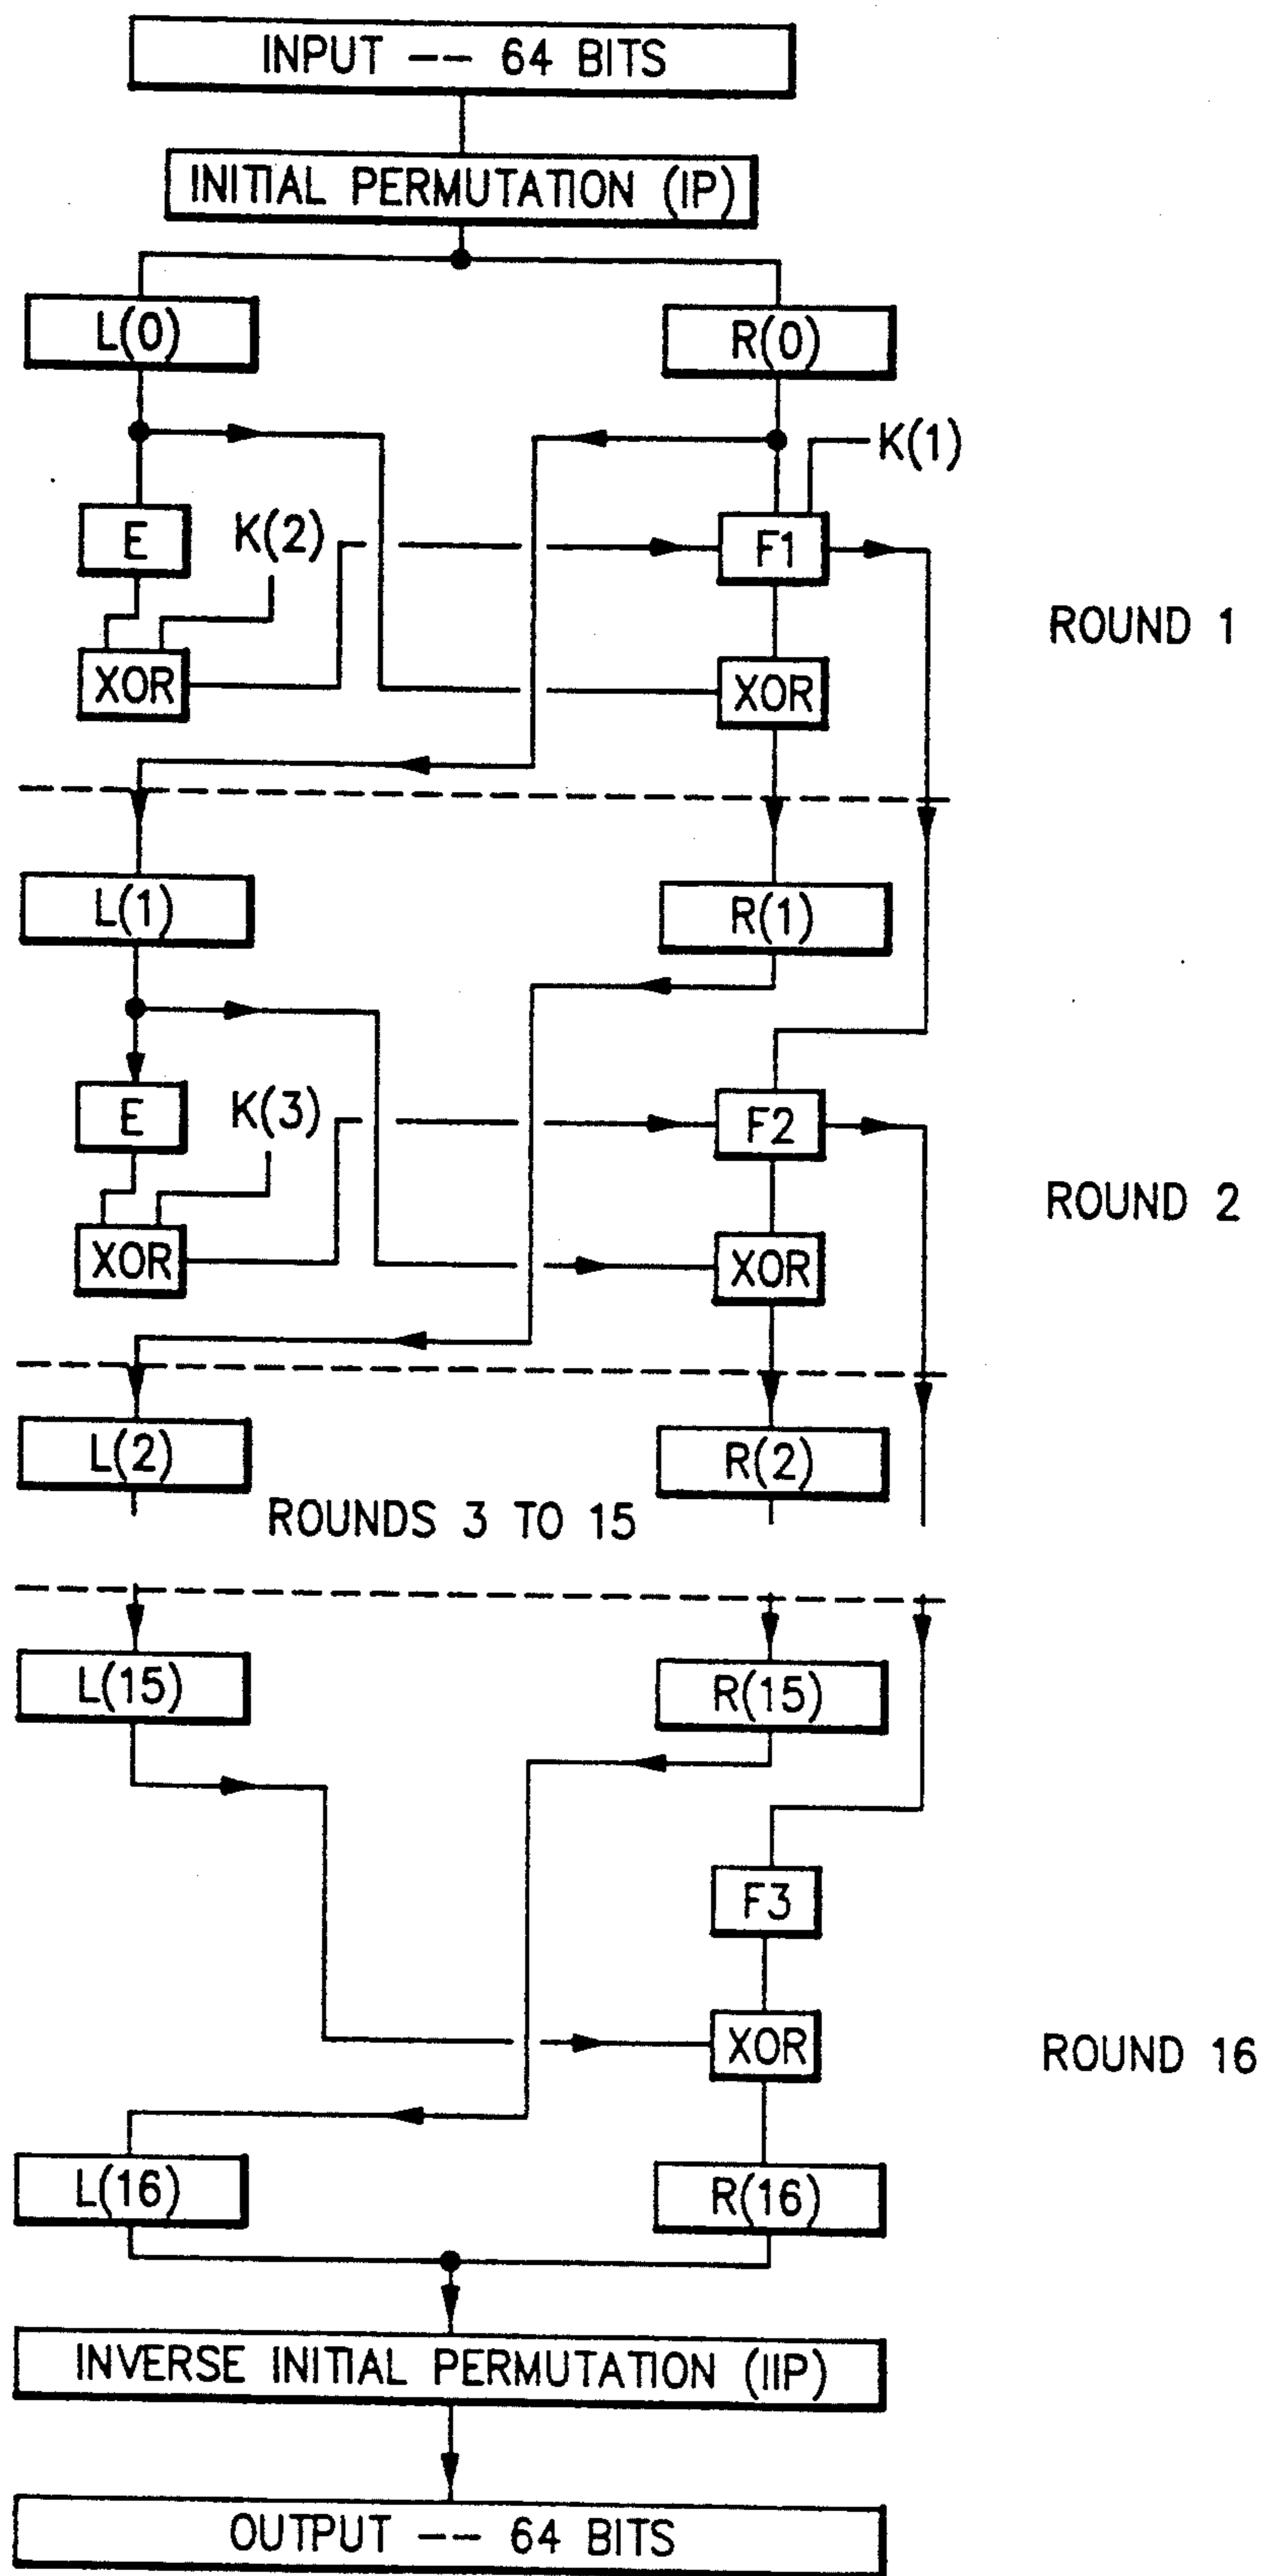 INPUT -- 64 BITS
INITIAL PERMUTATION (IP)
L(0)
R(0)
K(1)
E
K(2)
F1
ROUND 1
XOR
XOR
L(1)
R(1)
E
K(3)
F2
ROUND 2
XOR
XOR
L(2)
R(2)
ROUNDS 3 TO 15
L(15)
R(15)
F3
XOR
ROUND 16
L(16)
R(16)
INVERSE INITIAL PERMUTATION (IIP)
OUTPUT -- 64 BITS